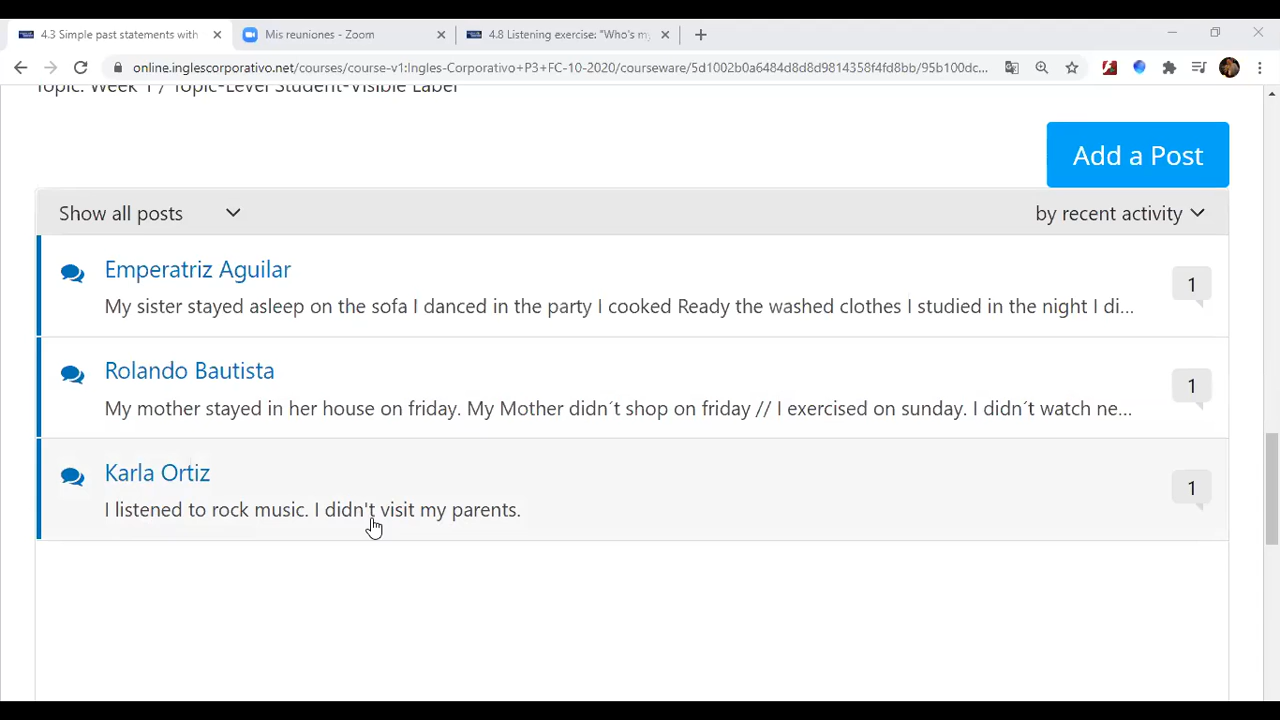 4.3 Simple past statements with
Mis reuniones - Zoom
4.8 Listening exercise: "Who's my
online.inglescorporativo.net/courses/course-v1:Ingles-Corporativo+P3+FC-10-2020/courseware/5d1002b0a6484d8d8d9814358f4fd8bb/95b100dc...
Topic: Week 1 / Topic-Level Student-Visible Label
Add a Post
Show all posts
by recent activity
Emperatriz Aguilar
My sister stayed asleep on the sofa I danced in the party I cooked Ready the washed clothes I studied in the night I di...
1
Rolando Bautista
My mother stayed in her house on friday. My Mother didn´t shop on friday // I exercised on sunday. I didn´t watch ne...
1
Karla Ortiz
I listened to rock music. I didn't visit my parents.
1